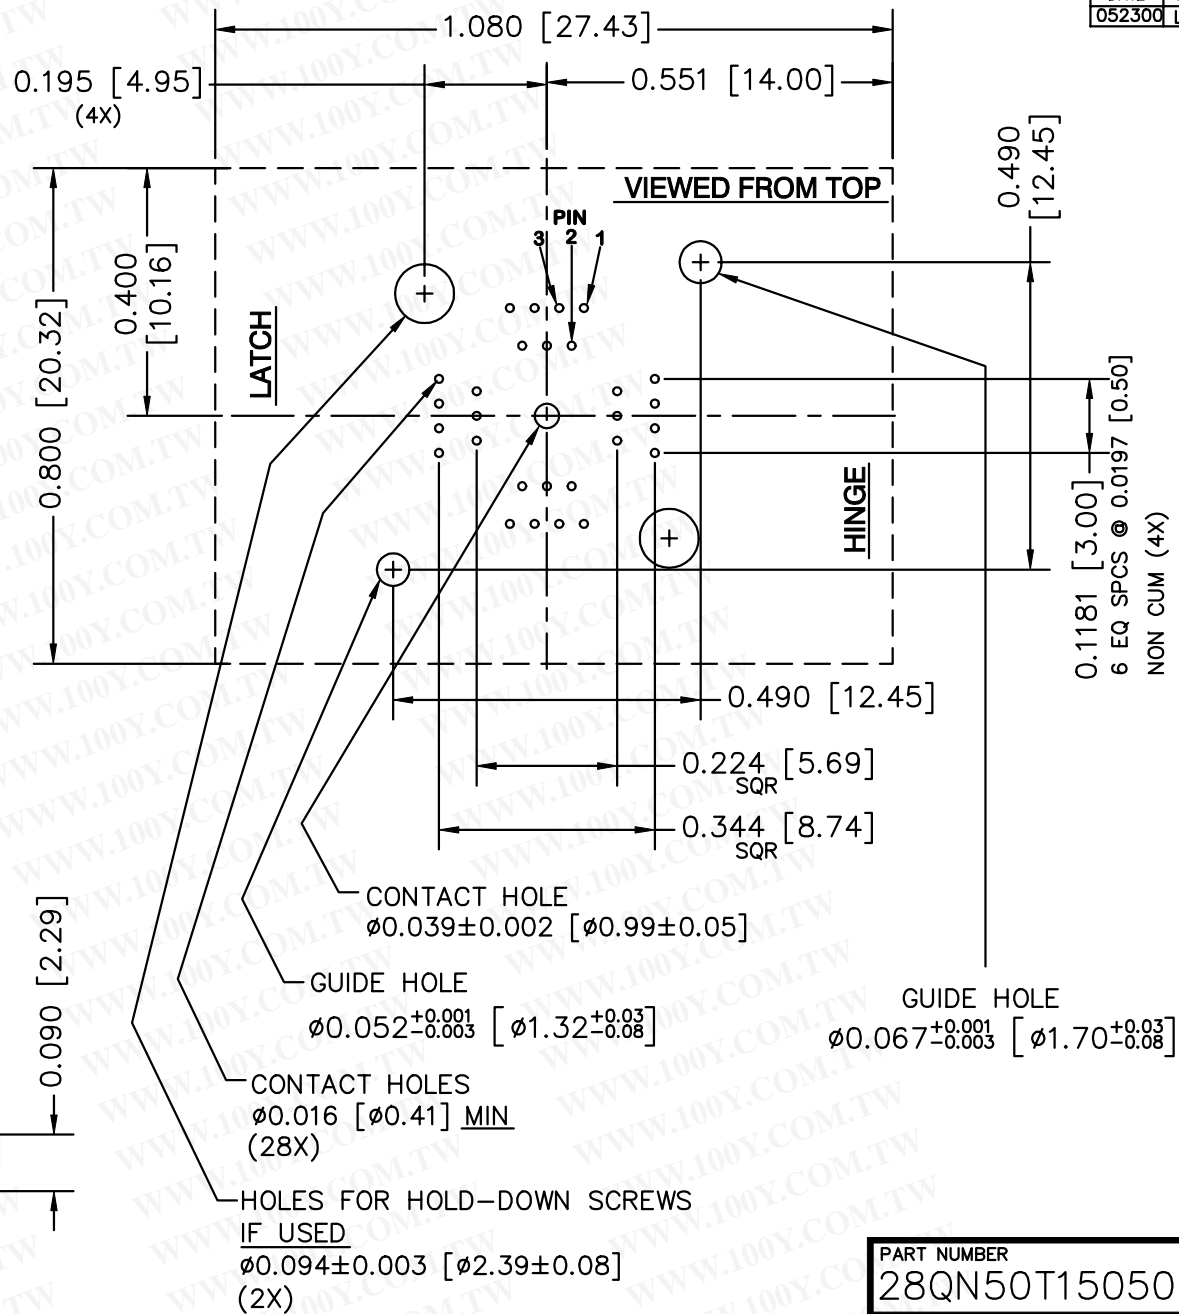 1.080 [27.43]
052300
0.195 [4.95]
(4X)
0.551 [14.00]
0.490
[12.45]
VIEWED FROM TOP
PIN
3 2 1
0.400
[10.16]
LATCH
0.800 [20.32]
HINGE
0.1181 [3.00]
6 EQ SPCS @ 0.0197 [0.50]
NON CUM (4X)
0.490 [12.45]
0.224 [5.69]
SQR
0.344 [8.74]
SQR
CONTACT HOLE
ø0.039±0.002 [ø0.99±0.05]
0.090 [2.29]
GUIDE HOLE
ø0.052+0.001 -0.003 [ø1.32+0.03 -0.08]
GUIDE HOLE
ø0.067+0.001 -0.003 [ø1.70+0.03 -0.08]
CONTACT HOLES
ø0.016 [ø0.41] MIN
(28X)
HOLES FOR HOLD-DOWN SCREWS
IF USED
ø0.094±0.003 [ø2.39±0.08]
(2X)
PART NUMBER
28QN50T15050
WWW.100Y.COM.TW